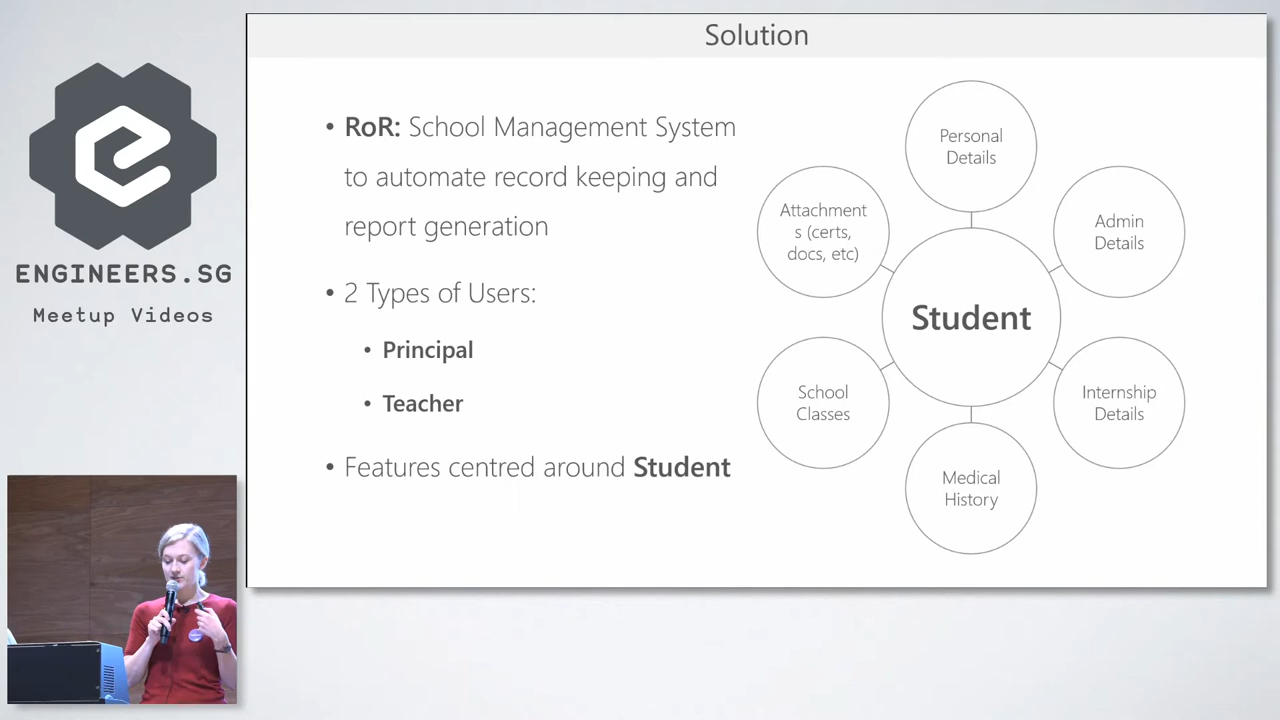 Solution
ENGINEERS.SG
Meetup Videos
• RoR: School Management System
to automate record keeping and
report generation
• 2 Types of Users:
• Principal
• Teacher
• Features centred around Student
Personal
Details
Admin
Details
Internship
Details
Medical
History
School
Classes
Attachment
s (certs,
docs, etc)
Student